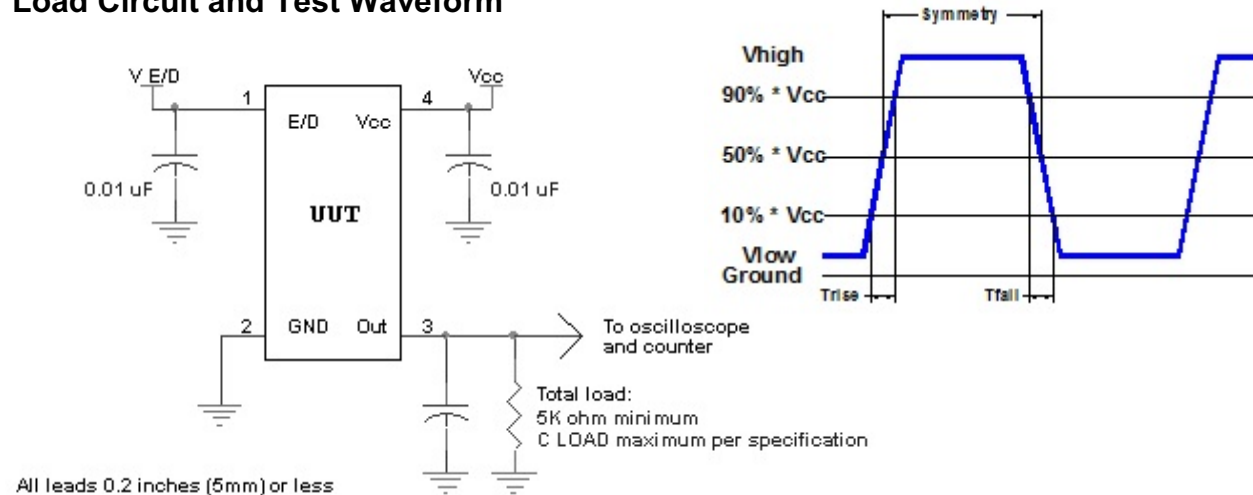 Load Circuit and Test Waveform
V E/D
Vcc
1
4
E/D
Vcc
0.01 uF
0.01 uF
UUT
2
GND
Out
3
To oscilloscope
and counter
Total load:
5K ohm minimum
C LOAD maximum per specification
All leads 0.2 inches (5mm) or less
Symmetry
Vhigh
90% * Vcc
50% * Vcc
10% * Vcc
Vlow
Ground
Trise
Tfall